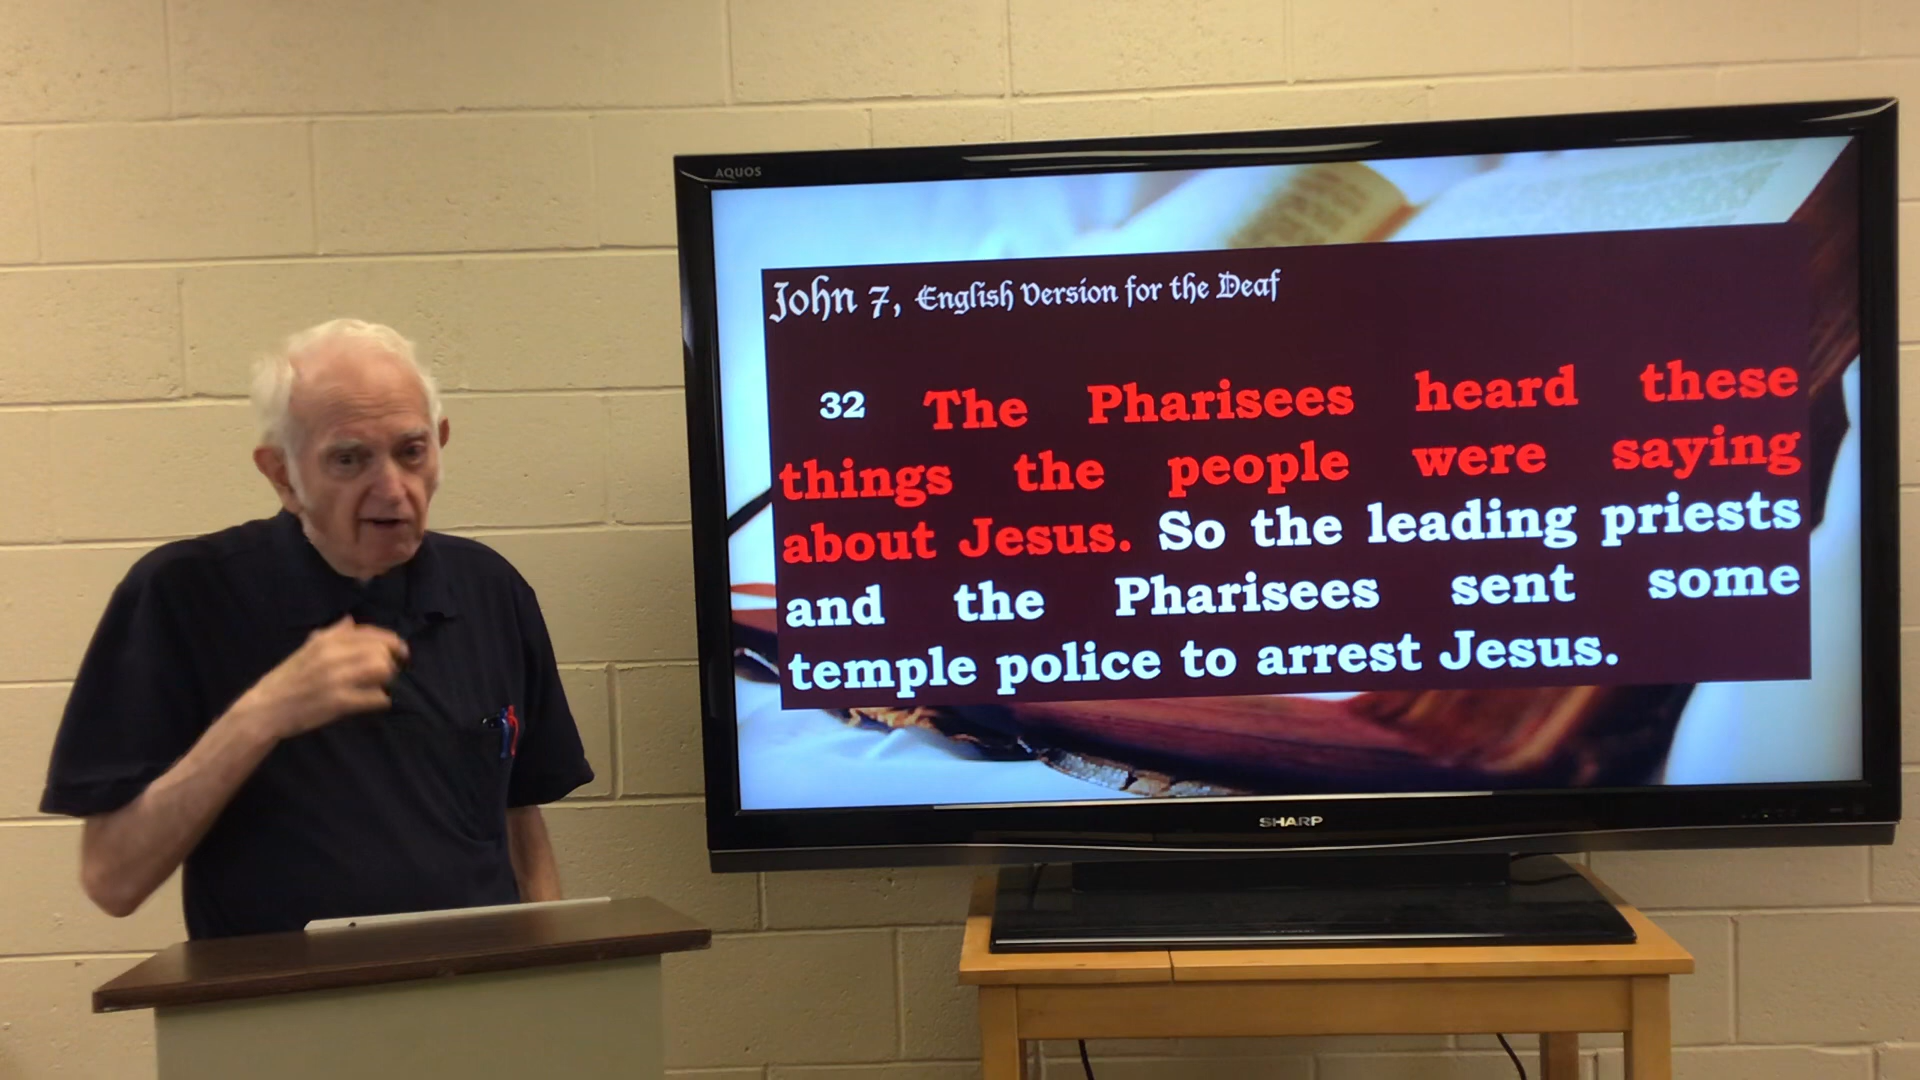 AQUOS
John 7, English Version for the Deaf
32 The Pharisees heard these
things the people were saying
about Jesus. So the leading priests
and the Pharisees sent some
temple police to arrest Jesus.
SHARP